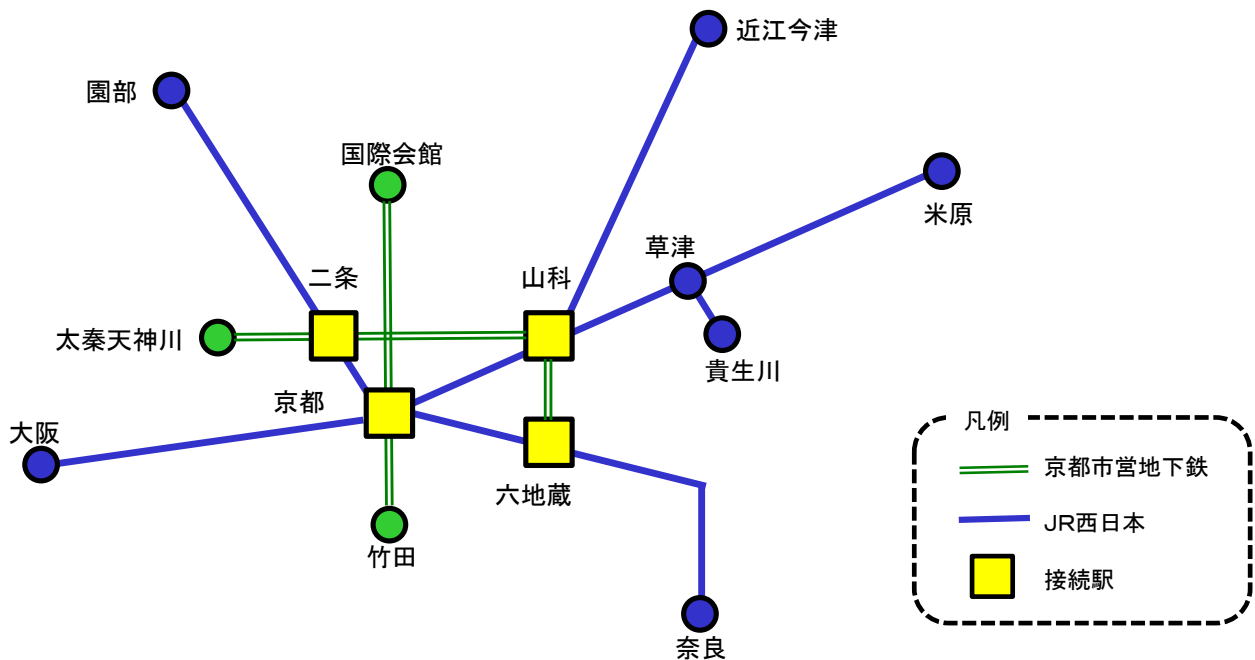 近江今津
園部
国際会館
米原
草津
二条
山科
太秦天神川
貴生川
京都
大阪
六地蔵
竹田
奈良
凡例
京都市営地下鉄
JR西日本
接続駅